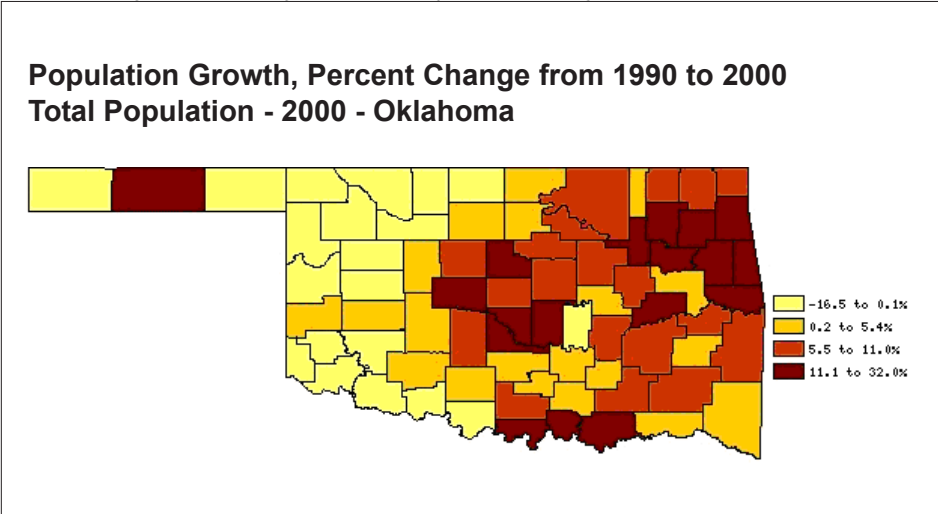 Population Growth, Percent Change from 1990 to 2000
Total Population - 2000 - Oklahoma
-16.5 to 0.1%
0.2 to 5.4%
5.5 to 11.0%
11.1 to 32.0%